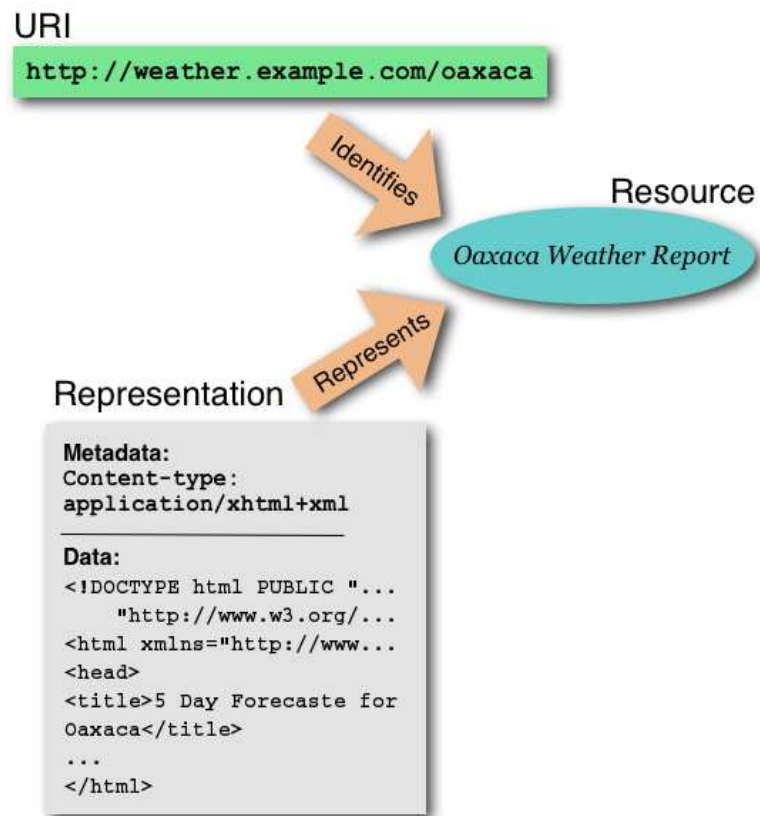 URI
http://weather.example.com/oaxaca
Identifies
Resource
Oaxaca Weather Report
Represents
Representation
Metadata:
Content-type:
application/xhtml+xml
Data:
<!DOCTYPE html PUBLIC "...
"http://www.w3.org/...
<html xmlns="http://www...
<head>
<title>5 Day Forecaste for
Oaxaca</title>
...
</html>